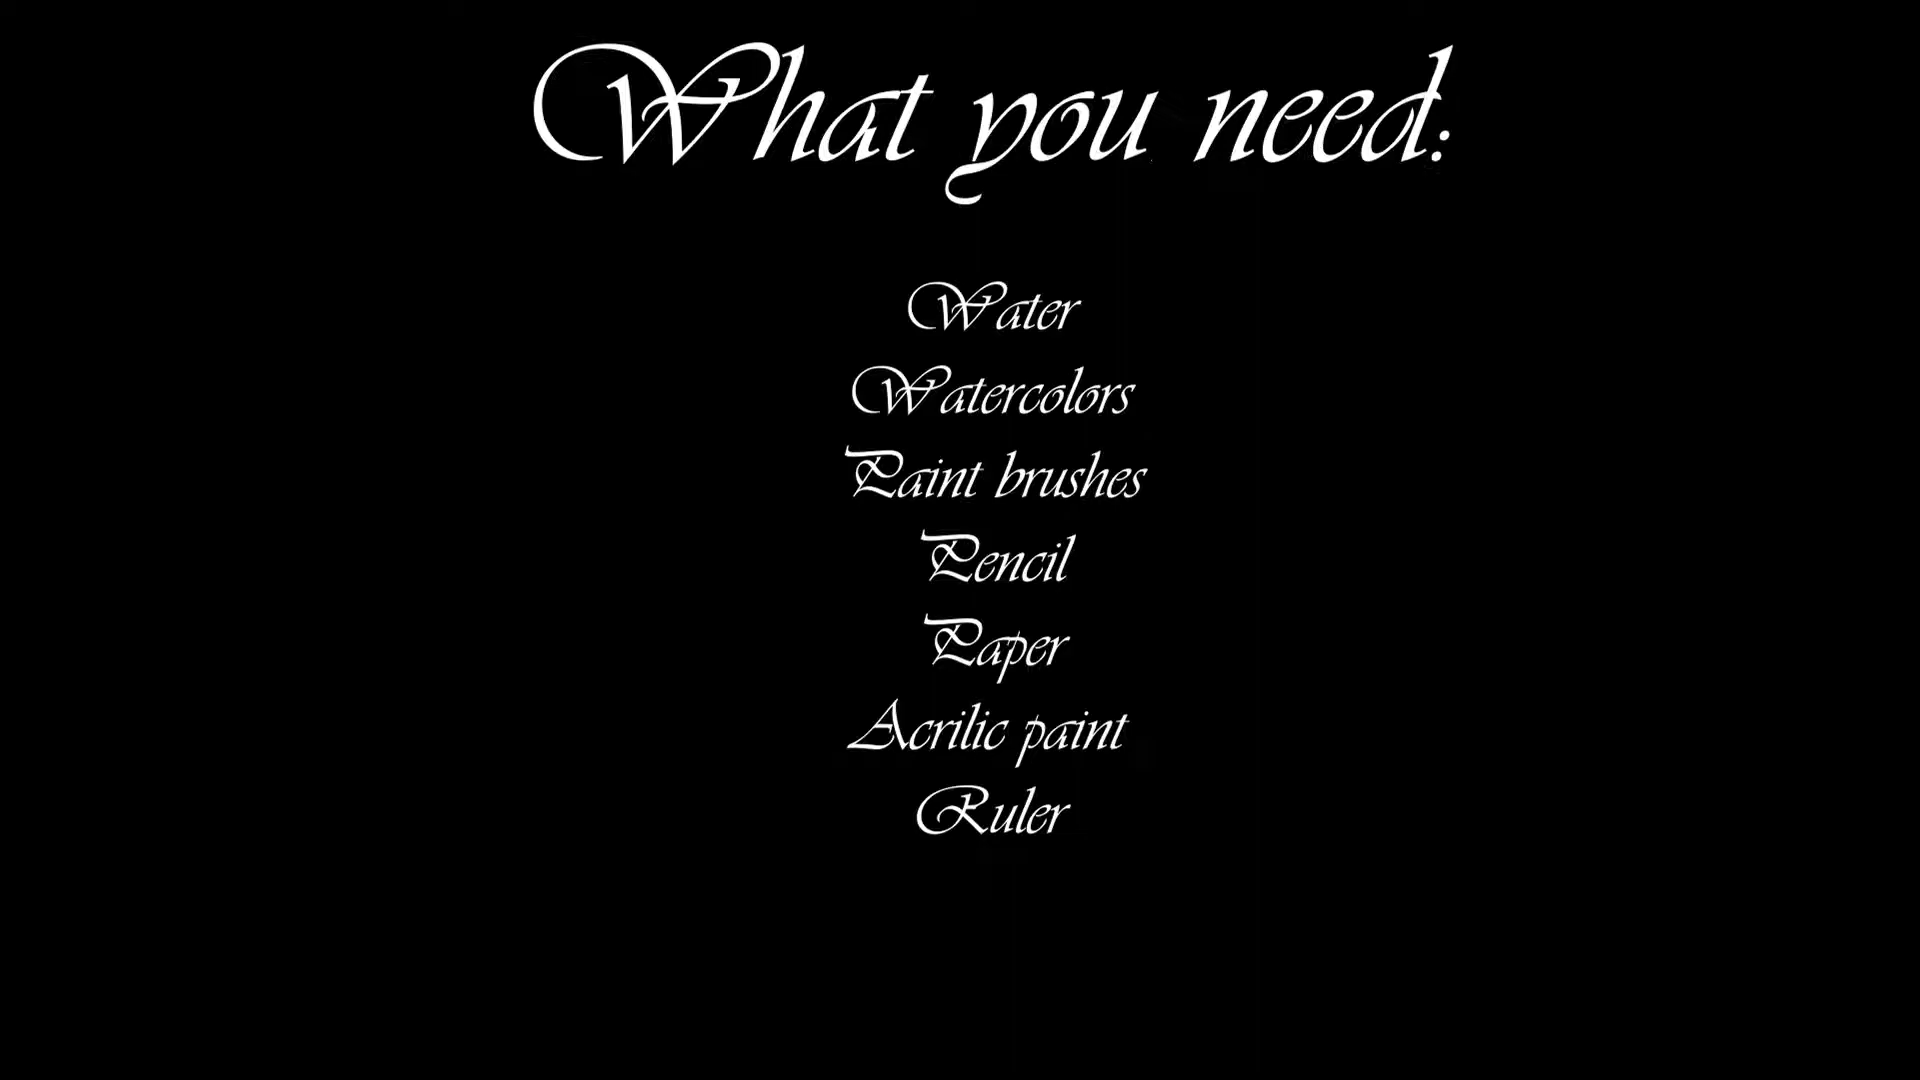 What you need:
Water
Watercolors
Paint brushes
Pencil
Paper
Acrilic paint
Ruler